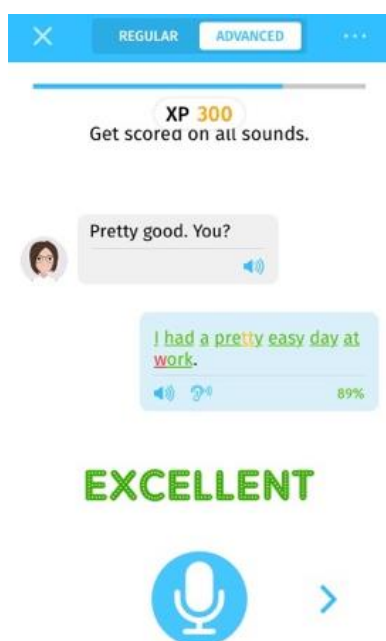 REGULAR ADVANCED
XP 300
Get scored on all sounds.
Pretty good. You?
I had a pretty easy day at
work.
89%
EXCELLENT